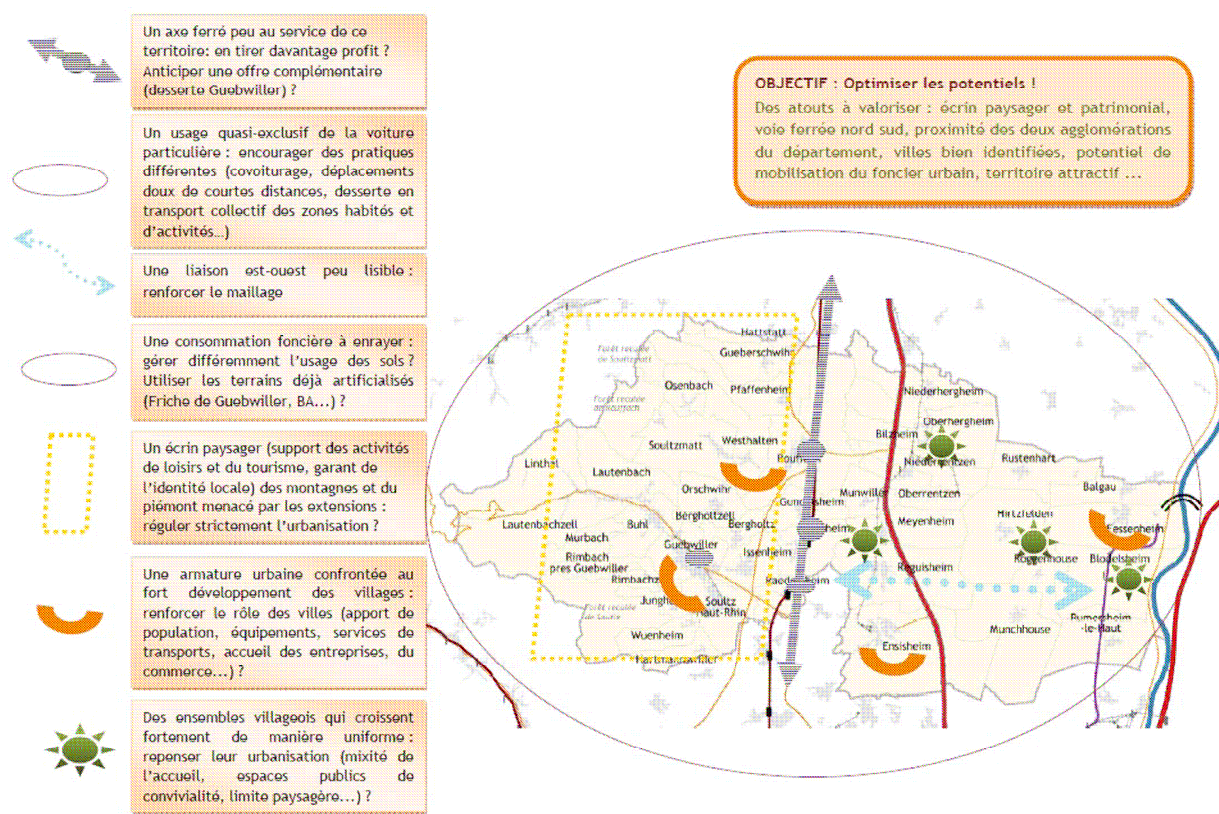 Un axe ferré peu au service de ce
territoire: en tirer davantage profit ?
Anticiper une offre complémentaire
(desserte Guebwiller) ?
Un usage quasi-exclusif de la voiture
particulière : encourager des pratiques
différentes (covoiturage, déplacements
doux de courtes distances, desserte en
transport collectif des zones habités et
d'activités…)
Une liaison est-ouest peu lisible :
renforcer le maillage
Une consommation foncière à enrayer :
gérer différemment l'usage des sols ?
Utiliser les terrains déjà artificialisés
(Friche de Guebwiller, BA...) ?
Un écrin paysager (support des activités
de loisirs et du tourisme, garant de
l'identité locale) des montagnes et du
piémont menacé par les extensions :
réguler strictement l'urbanisation ?
Une armature urbaine confrontée au
fort développement des villages :
renforcer le rôle des villes (apport de
population, équipements, services de
transports, accueil des entreprises, du
commerce...) ?
Des ensembles villageois qui croissent
fortement de manière uniforme :
repenser leur urbanisation (mixité de
l'accueil, espaces publics de
convivialité, limite paysagère...) ?
OBJECTIF : Optimiser les potentiels !
Des atouts à valoriser : écrin paysager et patrimonial,
voie ferrée nord sud, proximité des deux agglomérations
du département, villes bien identifiées, potentiel de
mobilisation du foncier urbain, territoire attractif ...
Hattstatt
Gueberschwihr
Osenbach
Pfaffenheim
Niederhergheim
Oberhergheim
Bilzheim
Soultzmatt
Westhalten
Niederentzen
Rustenhart
Linthal
Lautenbach
Orschwihr
Munwiller
Oberrentzen
Balgau
Hirtzfelden
Lautenbachzell
Buhl
Bergholtzell
Bergholtz
Meyenheim
Fessenheim
Murbach
Guebwiller
Issenheim
Rimbach
pres Guebwiller
Roggenhouse
Blodelsheim
Reguisheim
Soultz
Haut-Rhin
Wuenheim
Ensisheim
Munchhouse
Rumersheim
-le-Haut
Hartmannswiller